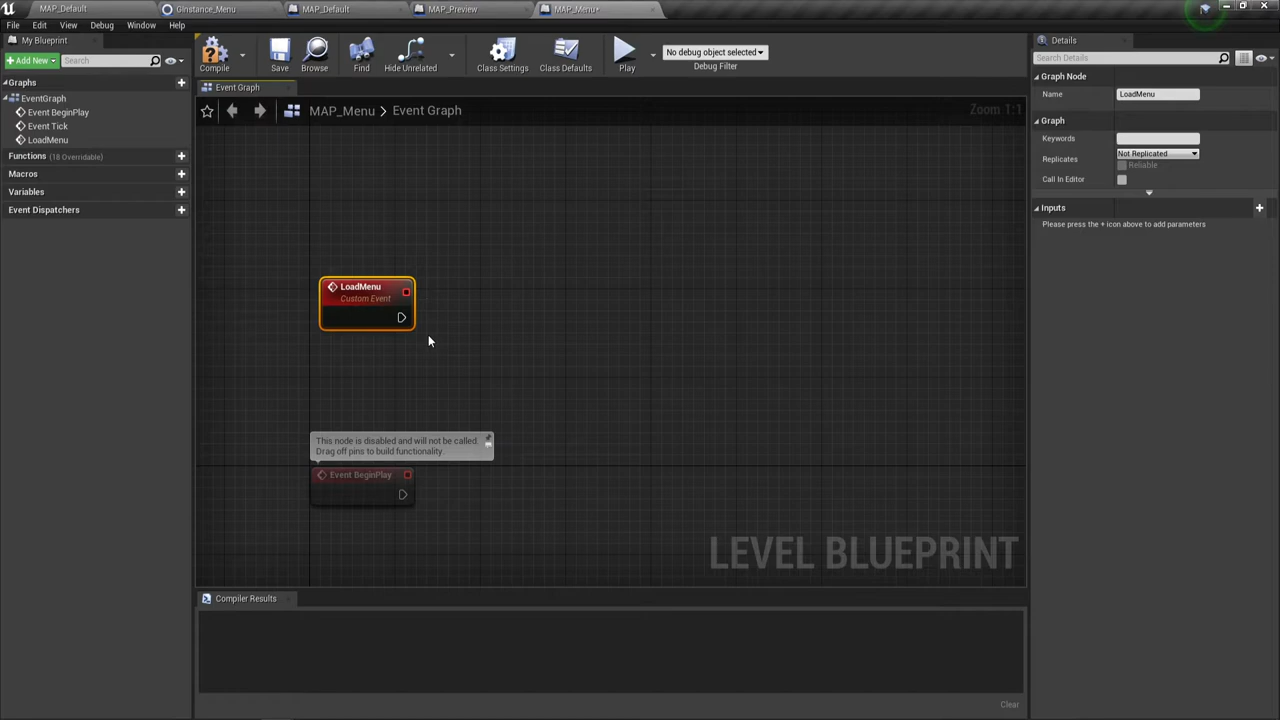 MAP_Default
GInstance_Menu
MAP_Default
MAP_Preview
MAP_Menu*
File Edit View Debug Window Help
My Blueprint
Add New
Search
Graphs
EventGraph
Event BeginPlay
Event Tick
LoadMenu
Functions (18 Overridable)
Macros
Variables
Event Dispatchers
Compile
Save
Browse
Find
Hide Unrelated
Class Settings
Class Defaults
Play
No debug object selected
Debug Filter
Event Graph
MAP_Menu > Event Graph
Zoom 1:1
LoadMenu
Custom Event
This node is disabled and will not be called.
Drag off pins to build functionality.
Event BeginPlay
LEVEL BLUEPRINT
Compiler Results
Clear
Details
Search Details
Graph Node
Name LoadMenu
Graph
Keywords
Replicates Not Replicated
Reliable
Call In Editor
Inputs
Please press the + icon above to add parameters